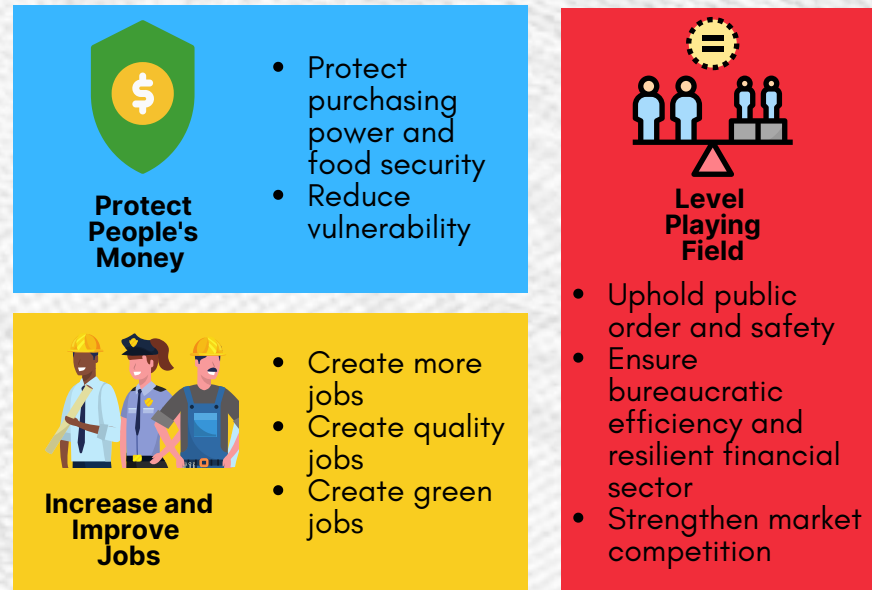 $
Protect
People's
Money
• Protect
purchasing
power and
food security
• Reduce
vulnerability
Increase and
Improve
Jobs
• Create more
jobs
• Create quality
jobs
• Create green
jobs
=
Level
Playing
Field
• Uphold public
order and safety
• Ensure
bureaucratic
efficiency and
resilient financial
sector
• Strengthen market
competition